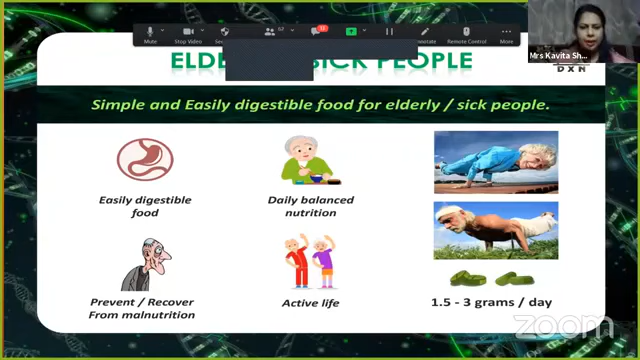 Mute
Stop Video
52
17
Remote Control
More
Mrs Kavita Sh...
DXN
SICK PEOPLE
Simple and Easily digestible food for elderly / sick people.
Easily digestible
food
Daily balanced
nutrition
Prevent / Recover
From malnutrition
Active life
1.5 - 3 grams / day
zoom